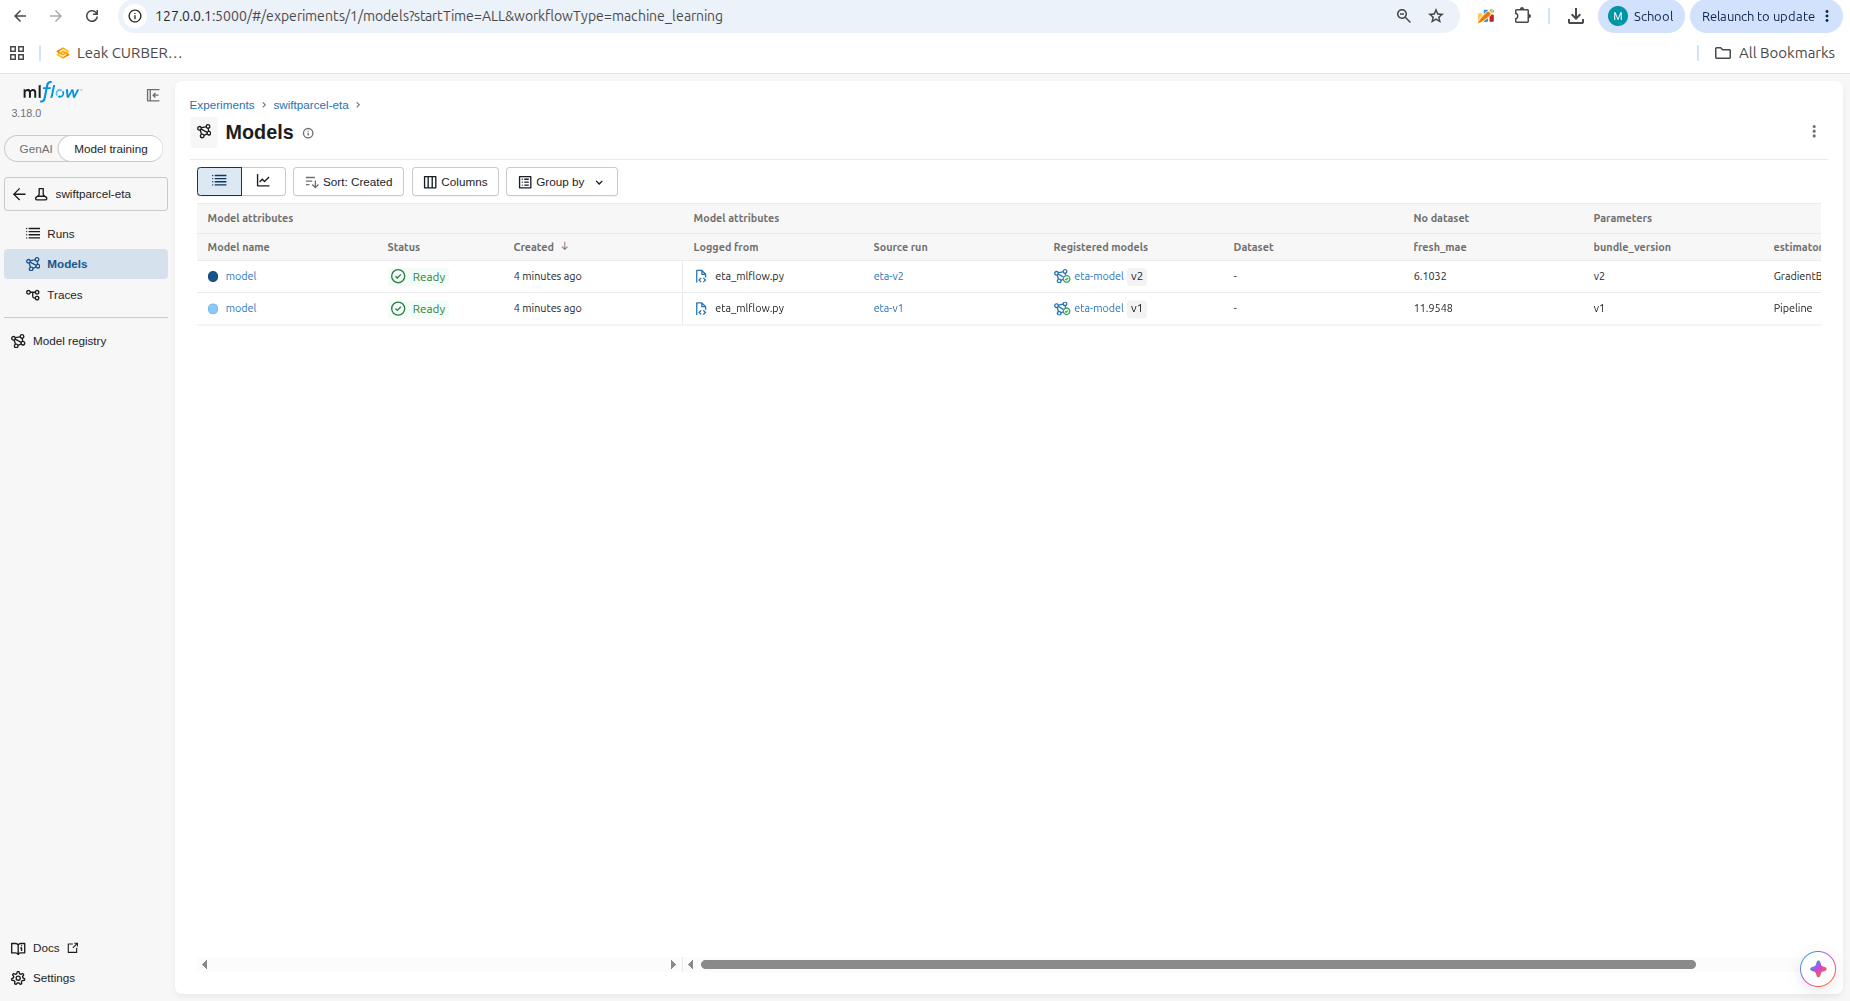 127.0.0.1:5000/#/experiments/1/models?startTime=ALL&workflowType=machine_learning
M School
Relaunch to update
Leak CURBER…
All Bookmarks
mlflow
3.18.0
GenAI Model training
swiftparcel-eta
Runs
Models
Traces
Model registry
Docs
Settings
Experiments > swiftparcel-eta >
Models
Sort: Created Columns Group by
Model attributes Model attributes No dataset Parameters
Model name Status Created Logged from Source run Registered models Dataset fresh_mae bundle_version estimator
model Ready 4 minutes ago eta_mlflow.py eta-v2 eta-model v2 - 6.1032 v2 GradientB
model Ready 4 minutes ago eta_mlflow.py eta-v1 eta-model v1 - 11.9548 v1 Pipeline